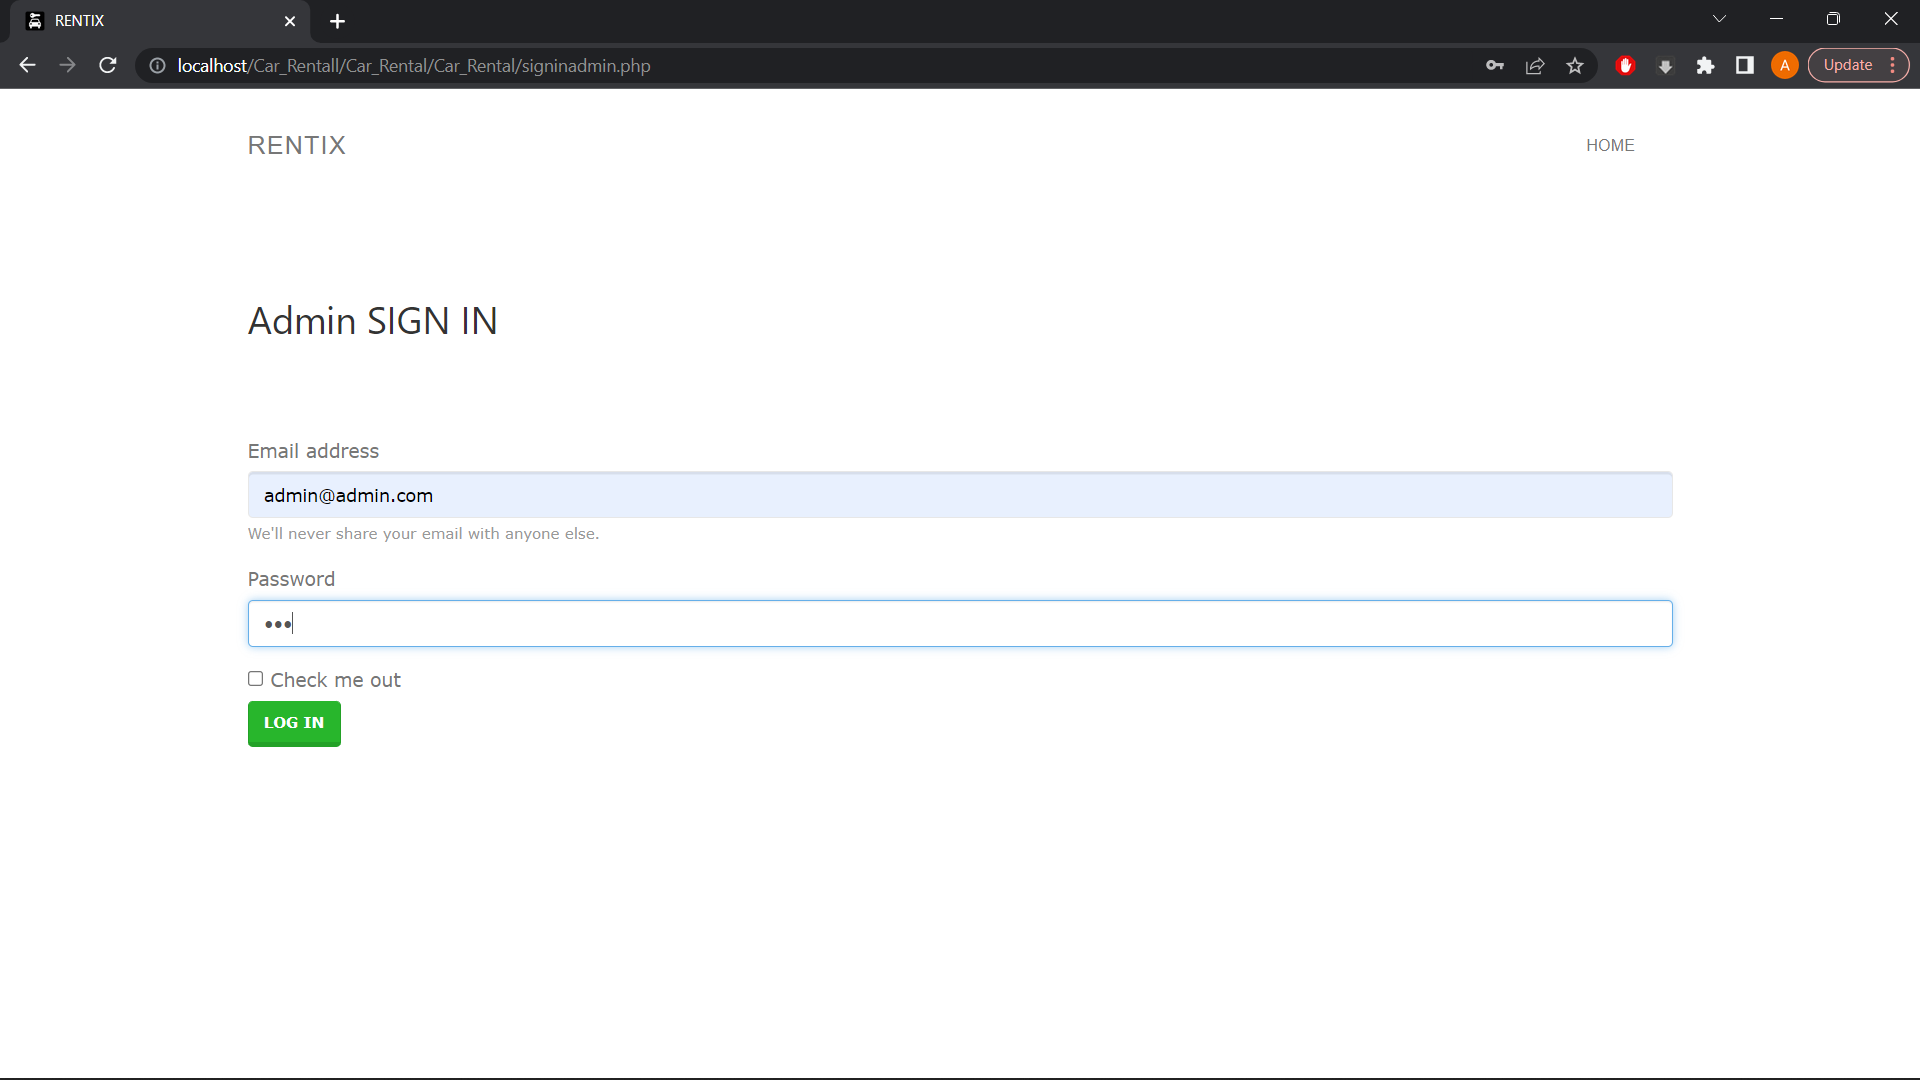 RENTIX
localhost/Car_Rentall/Car_Rental/Car_Rental/signinadmin.php
A
Update
RENTIX
HOME
Admin SIGN IN
Email address
admin@admin.com
We'll never share your email with anyone else.
Password
•••
Check me out
LOG IN